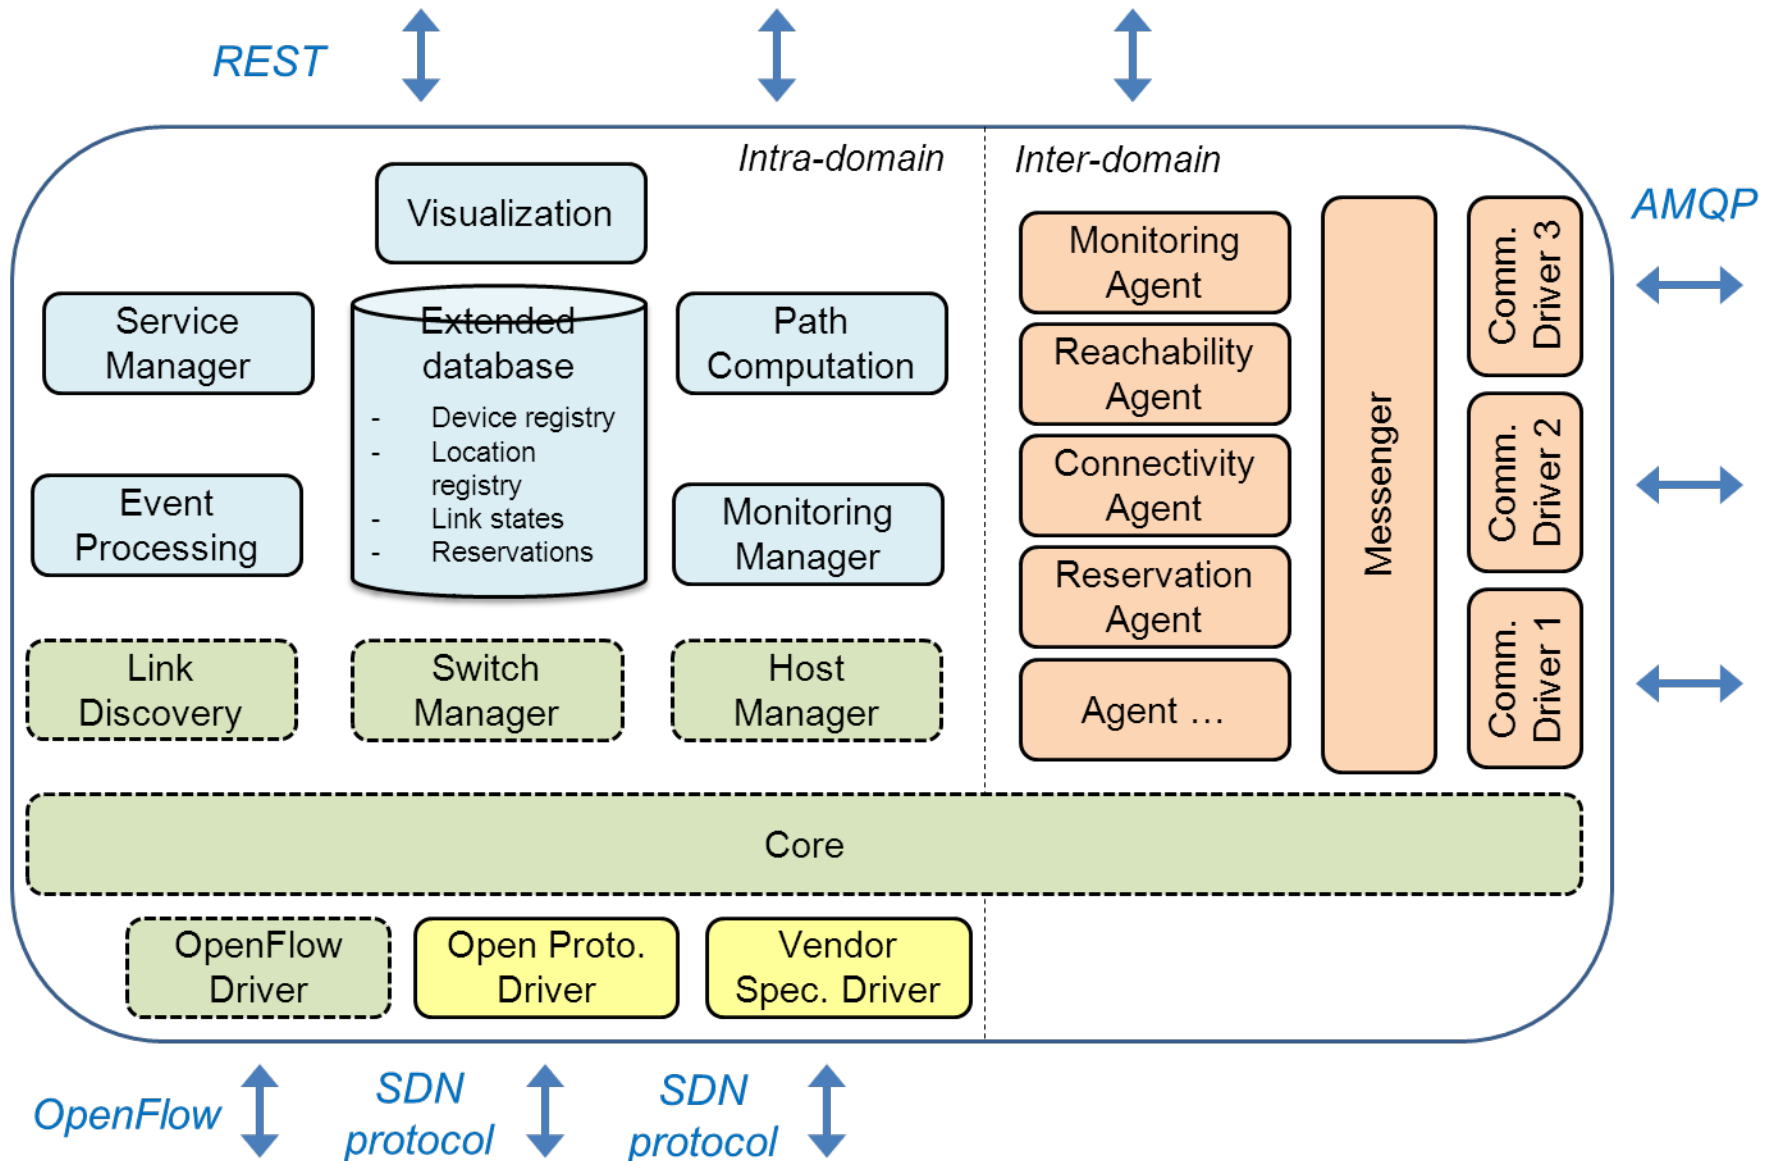 REST
Intra-domain
Inter-domain
AMQP
Visualization
Service
Manager
Extended
database
- Device registry
- Location
registry
- Link states
- Reservations
Path
Computation
Event
Processing
Monitoring
Manager
Link
Discovery
Switch
Manager
Host
Manager
Monitoring
Agent
Reachability
Agent
Connectivity
Agent
Reservation
Agent
Agent …
Messenger
Comm.
Driver 3
Comm.
Driver 2
Comm.
Driver 1
Core
OpenFlow
Driver
Open Proto.
Driver
Vendor
Spec. Driver
OpenFlow
SDN
protocol
SDN
protocol